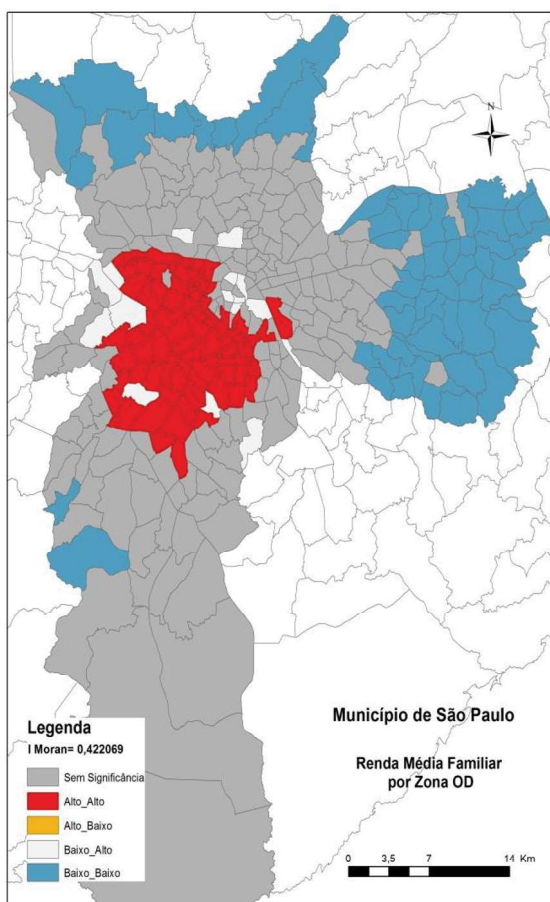 N
Município de São Paulo
Renda Média Familiar
por Zona OD
Legenda
I Moran= 0,422069
Sem Significância
Alto_Alto
Alto_Baixo
Baixo_Alto
Baixo_Baixo
0 3,5 7 14 Km